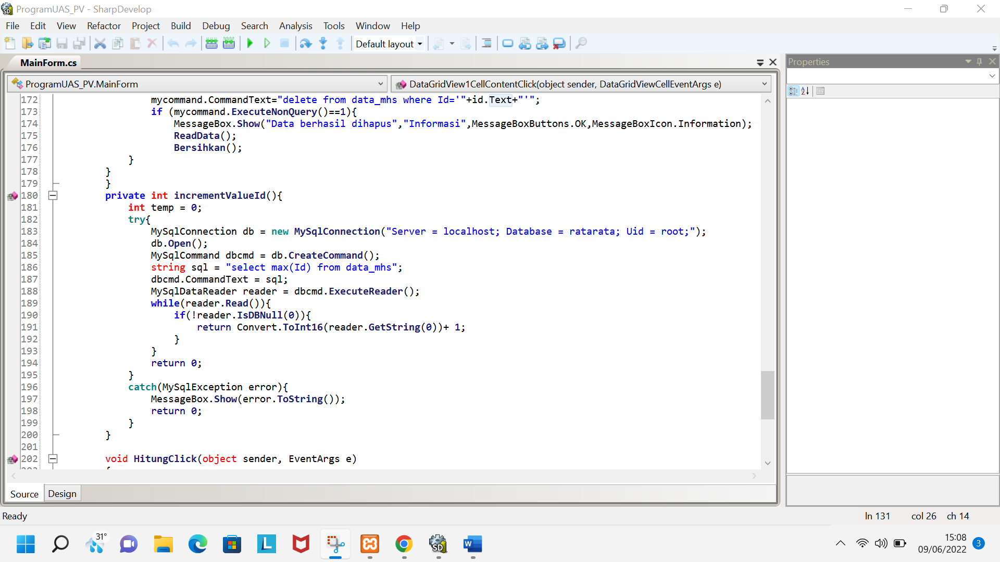 ProgramUAS_PV - SharpDevelop
File Edit View Refactor Project Build Debug Search Analysis Tools Window Help
Default layout
MainForm.cs
Properties
ProgramUAS_PV.MainForm
DataGridView1CellContentClick(object sender, DataGridViewCellEventArgs e)
172 mycommand.CommandText="delete from data_mhs where Id='"+id.Text+"'";
173 if (mycommand.ExecuteNonQuery()==1){
174 MessageBox.Show("Data berhasil dihapus","Informasi",MessageBoxButtons.OK,MessageBoxIcon.Information);
175 ReadData();
176 Bersihkan();
177 }
178 }
179 }
180 private int incrementValueId(){
181 int temp = 0;
182 try{
183 MySqlConnection db = new MySqlConnection("Server = localhost; Database = ratarata; Uid = root;");
184 db.Open();
185 MySqlCommand dbcmd = db.CreateCommand();
186 string sql = "select max(Id) from data_mhs";
187 dbcmd.CommandText = sql;
188 MySqlDataReader reader = dbcmd.ExecuteReader();
189 while(reader.Read()){
190 if(!reader.IsDBNull(0)){
191 return Convert.ToInt16(reader.GetString(0))+ 1;
192 }
193 }
194 return 0;
195 }
196 catch(MySqlException error){
197 MessageBox.Show(error.ToString());
198 return 0;
199 }
200 }
201
202 void HitungClick(object sender, EventArgs e)
Source Design
Ready
ln 131 col 26 ch 14
31°
15:08
09/06/2022
3